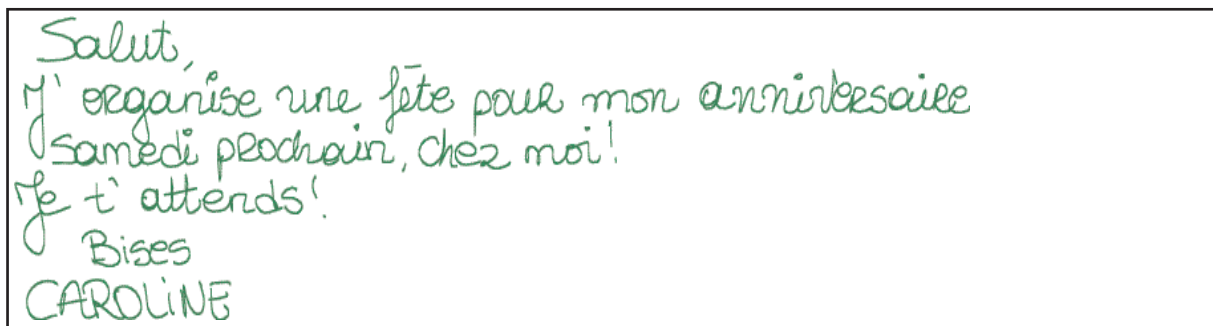 Salut,
J'organise une fête pour mon anniversaire
samedi prochain, chez moi!
Je t'attends!
Bises
CAROLINE